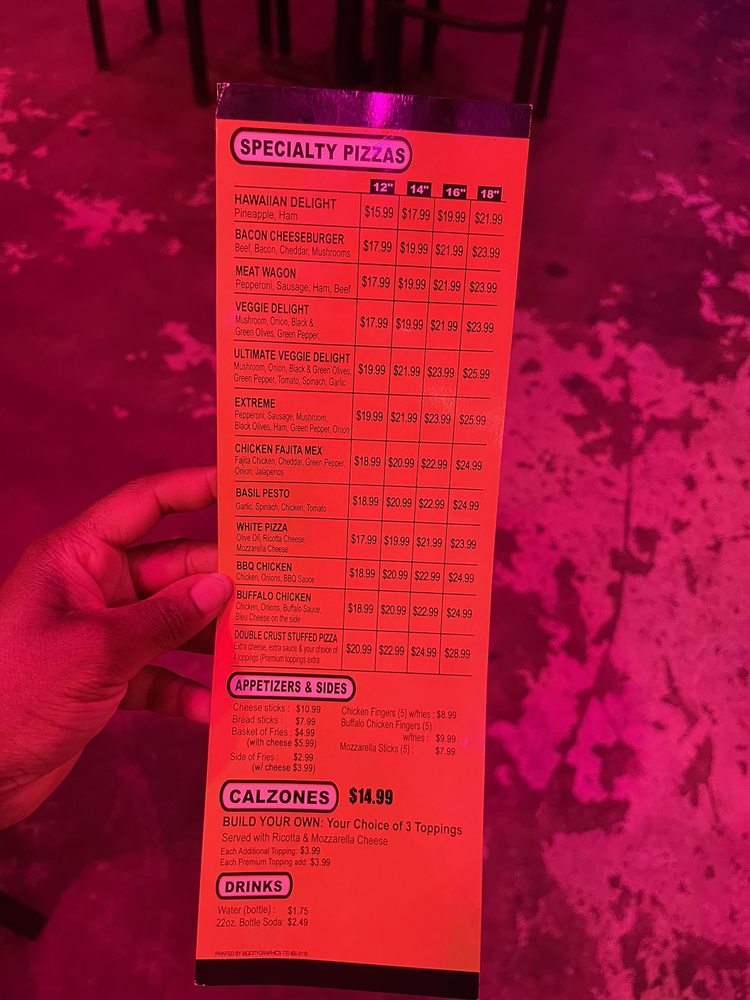 SPECIALTY PIZZAS
12" 14" 16" 18"
HAWAIIAN DELIGHT
Pineapple, Ham
$15.99 $17.99 $19.99 $21.99
BACON CHEESEBURGER
Beef, Bacon, Cheddar, Mushrooms
$17.99 $19.99 $21.99 $23.99
MEAT WAGON
Pepperoni, Sausage, Ham, Beef
$17.99 $19.99 $21.99 $23.99
VEGGIE DELIGHT
Mushroom, Onion, Black &
Green Olives, Green Pepper,
$17.99 $19.99 $21.99 $23.99
ULTIMATE VEGGIE DELIGHT
Mushroom, Onion, Black & Green Olives,
Green Pepper, Tomato, Spinach, Garlic
$19.99 $21.99 $23.99 $25.99
EXTREME
Pepperoni, Sausage, Mushroom,
Black Olives, Ham, Green Pepper, Onion
$19.99 $21.99 $23.99 $25.99
CHICKEN FAJITA MEX
Fajita Chicken, Cheddar, Green Pepper,
Onion, Jalapenos
$18.99 $20.99 $22.99 $24.99
BASIL PESTO
Garlic, Spinach, Chicken, Tomato
$18.99 $20.99 $22.99 $24.99
WHITE PIZZA
Olive Oil, Ricotta Cheese,
Mozzarella Cheese
$17.99 $19.99 $21.99 $23.99
BBQ CHICKEN
Chicken, Onions, BBQ Sauce
$18.99 $20.99 $22.99 $24.99
BUFFALO CHICKEN
Chicken, Onions, Buffalo Sauce,
Bleu Cheese on the side
$18.99 $20.99 $22.99 $24.99
DOUBLE CRUST STUFFED PIZZA
Extra cheese, extra sauce & your choice of
4 toppings (Premium toppings extra
$20.99 $22.99 $24.99 $28.99
APPETIZERS & SIDES
Cheese sticks : $10.99
Bread sticks : $7.99
Basket of Fries : $4.99
(with cheese $5.99)
Side of Fries : $2.99
(w/ cheese $3.99)
Chicken Fingers (5) w/fries : $8.99
Buffalo Chicken Fingers (5)
w/fries : $9.99
Mozzarella Sticks (5) : $7.99
CALZONES $14.99
BUILD YOUR OWN: Your Choice of 3 Toppings
Served with Ricotta & Mozzarella Cheese
Each Additional Topping: $3.99
Each Premium Topping add: $3.99
DRINKS
Water (bottle) : $1.75
22oz. Bottle Soda: $2.49
PRINTED BY BIGCITYGRAPHICS